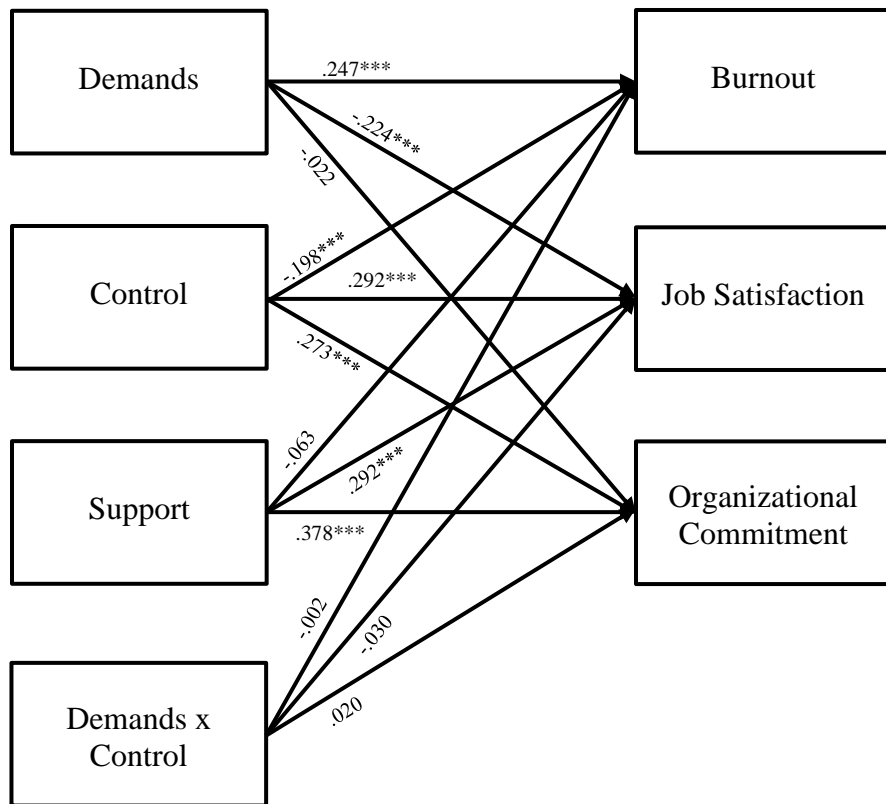 Demands
Burnout
.247***
-.224***
-.022
Control
Job Satisfaction
-.198***
.292***
.273***
Support
Organizational
Commitment
-.063
.292***
.378***
Demands x
Control
-.002
-.030
.020